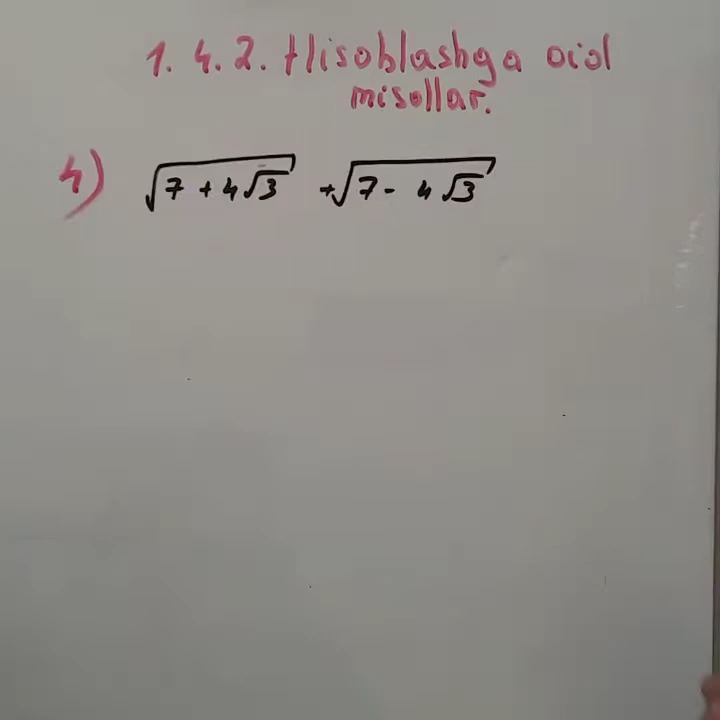 1. 4. 2. Hisoblashga oid
misollar.
4) √(7 + 4√3) + √(7 - 4√3)